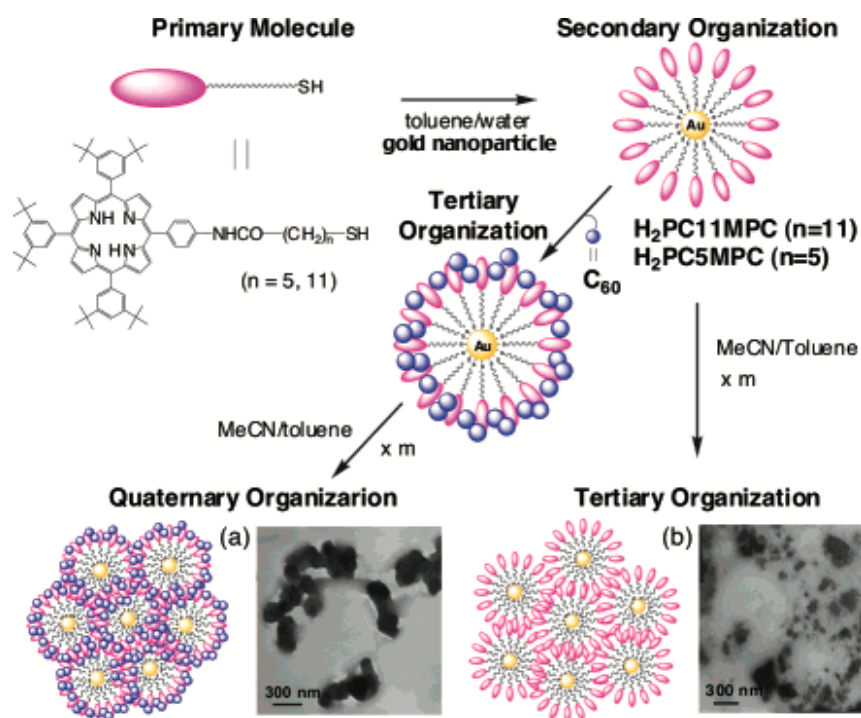 Primary Molecule
SH
toluene/water
gold nanoparticle
Secondary Organization
Au
NH N
N HN
NHCO
(CH₂)n
SH
(n = 5, 11)
Tertiary
Organization
Au
C₆₀
H₂PC11MPC (n=11)
H₂PC5MPC (n=5)
MeCN/Toluene
x m
MeCN/toluene
x m
Quaternary Organizarion
(a)
300 nm
Tertiary Organization
(b)
300 nm